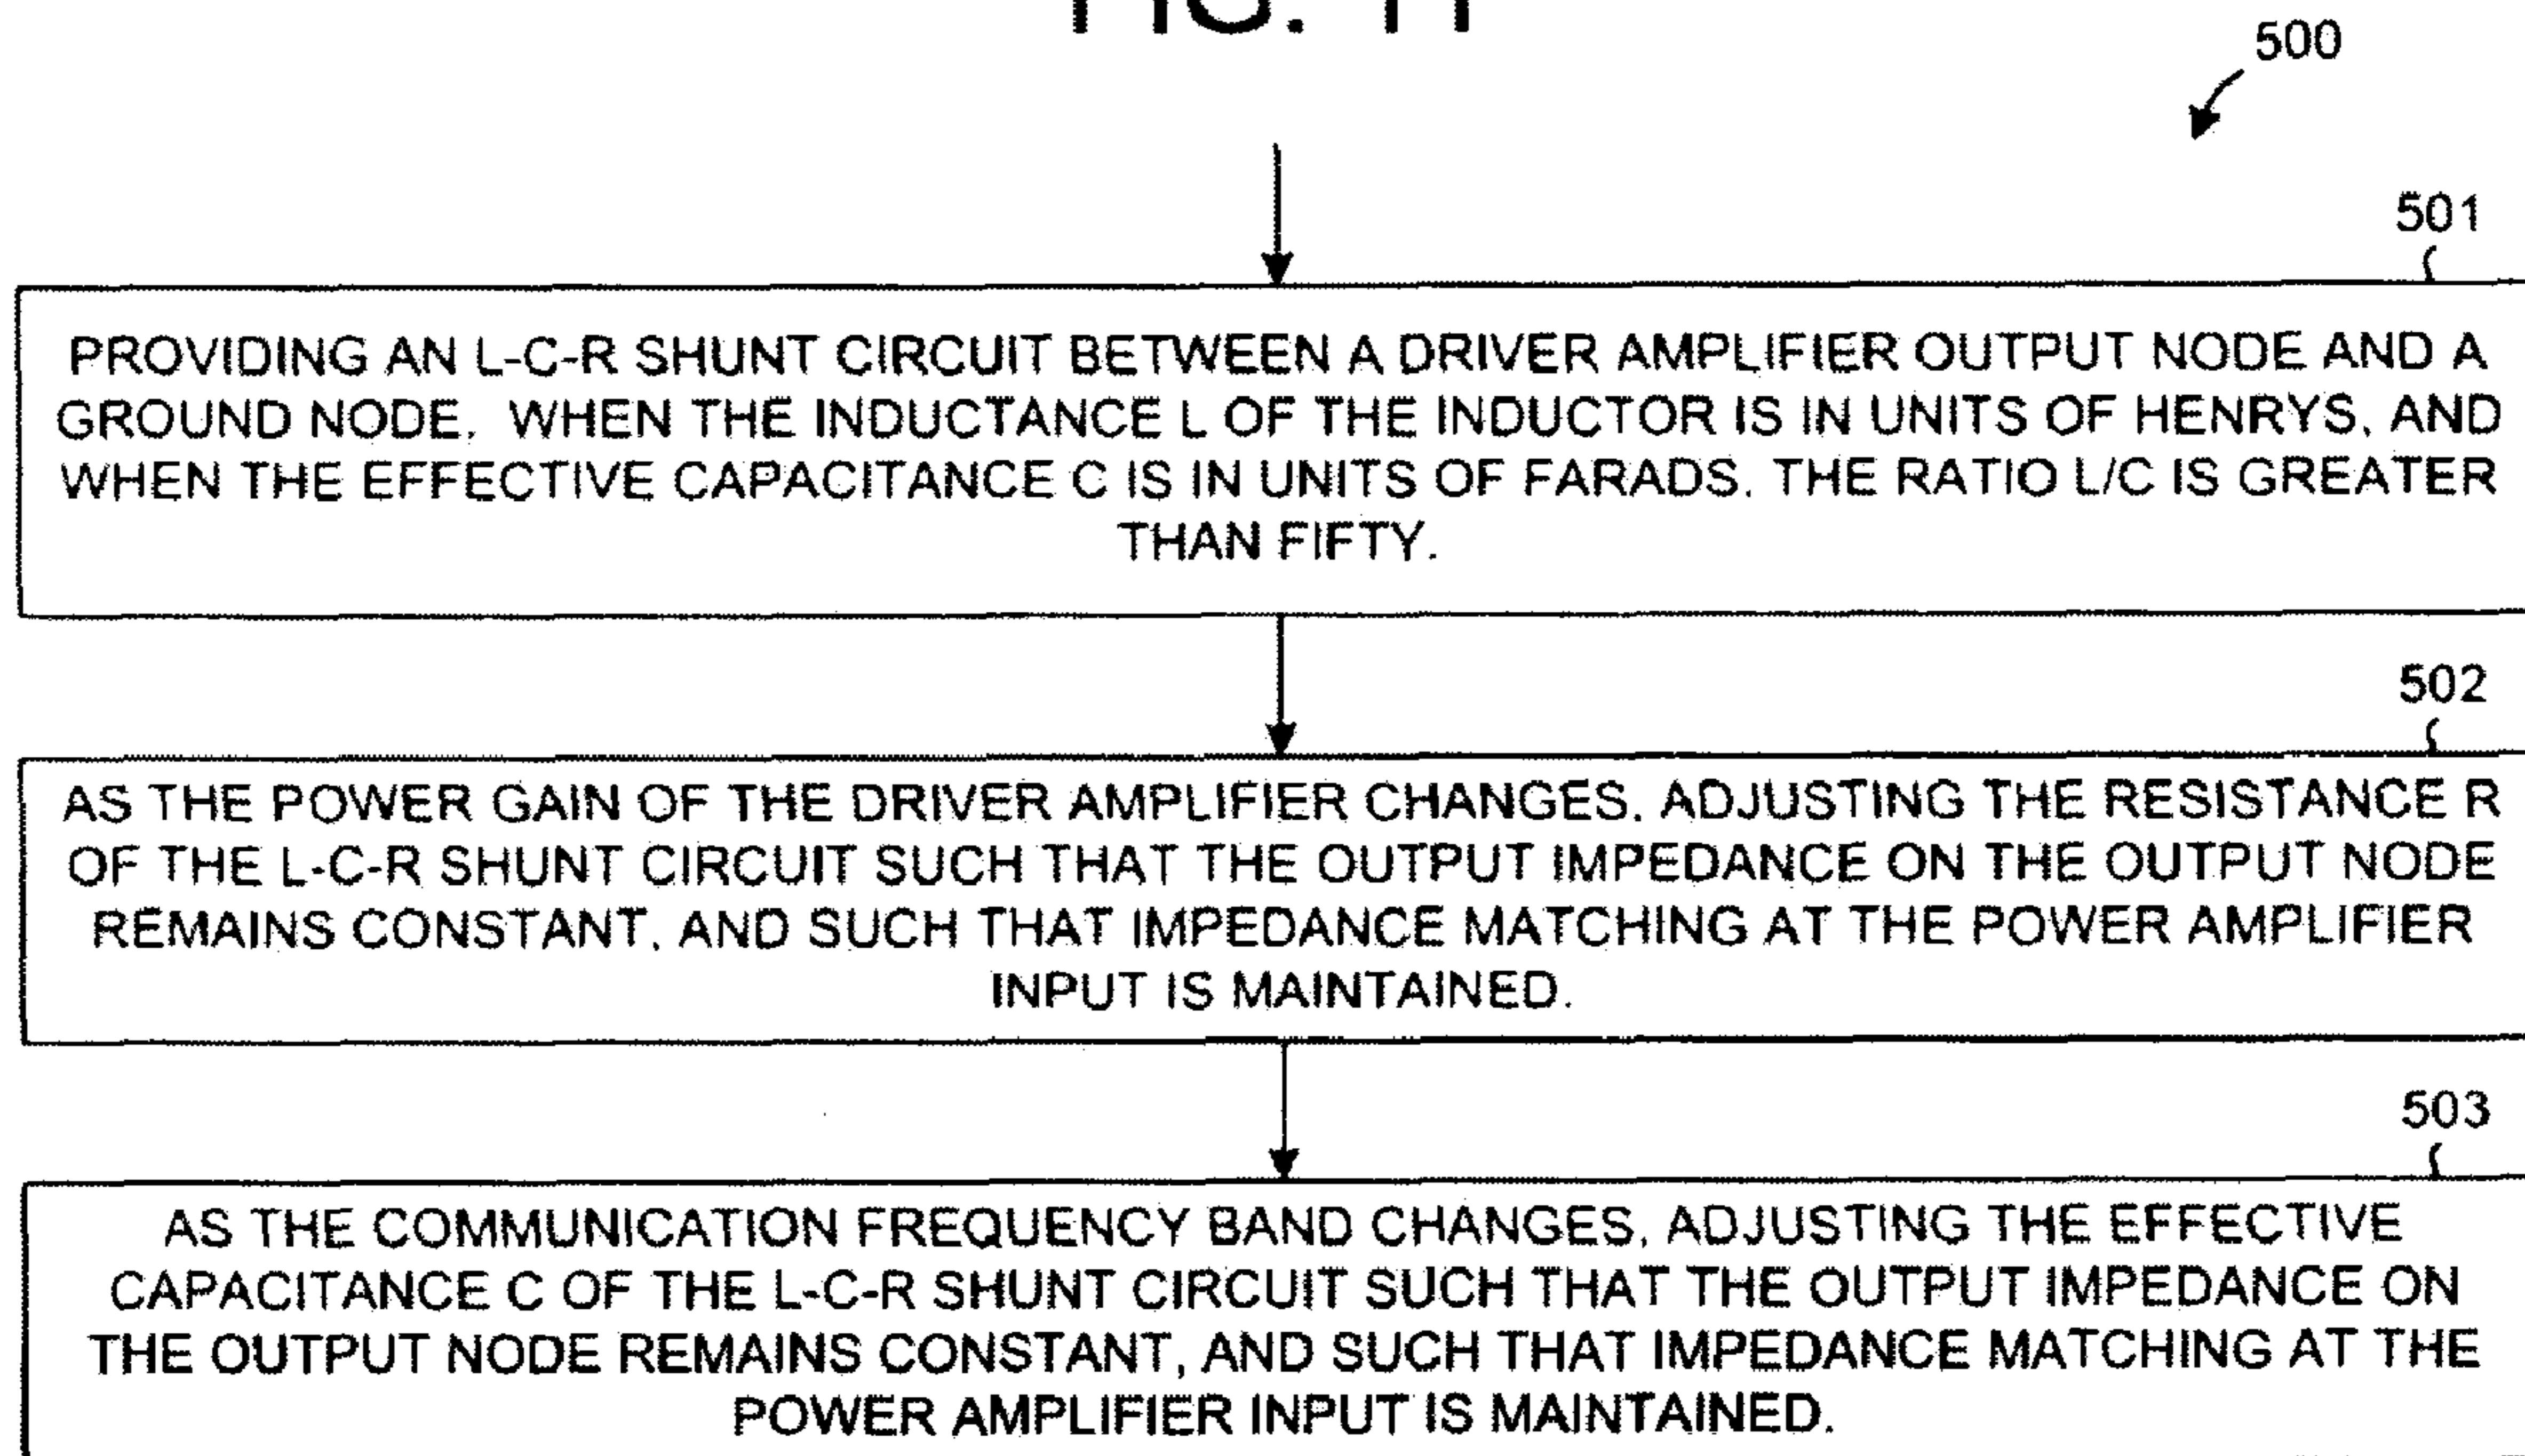 FIG. 11
500
501
PROVIDING AN L-C-R SHUNT CIRCUIT BETWEEN A DRIVER AMPLIFIER OUTPUT NODE AND A
GROUND NODE. WHEN THE INDUCTANCE L OF THE INDUCTOR IS IN UNITS OF HENRYS, AND
WHEN THE EFFECTIVE CAPACITANCE C IS IN UNITS OF FARADS, THE RATIO L/C IS GREATER
THAN FIFTY.
502
AS THE POWER GAIN OF THE DRIVER AMPLIFIER CHANGES, ADJUSTING THE RESISTANCE R
OF THE L-C-R SHUNT CIRCUIT SUCH THAT THE OUTPUT IMPEDANCE ON THE OUTPUT NODE
REMAINS CONSTANT, AND SUCH THAT IMPEDANCE MATCHING AT THE POWER AMPLIFIER
INPUT IS MAINTAINED.
503
AS THE COMMUNICATION FREQUENCY BAND CHANGES, ADJUSTING THE EFFECTIVE
CAPACITANCE C OF THE L-C-R SHUNT CIRCUIT SUCH THAT THE OUTPUT IMPEDANCE ON
THE OUTPUT NODE REMAINS CONSTANT, AND SUCH THAT IMPEDANCE MATCHING AT THE
POWER AMPLIFIER INPUT IS MAINTAINED.